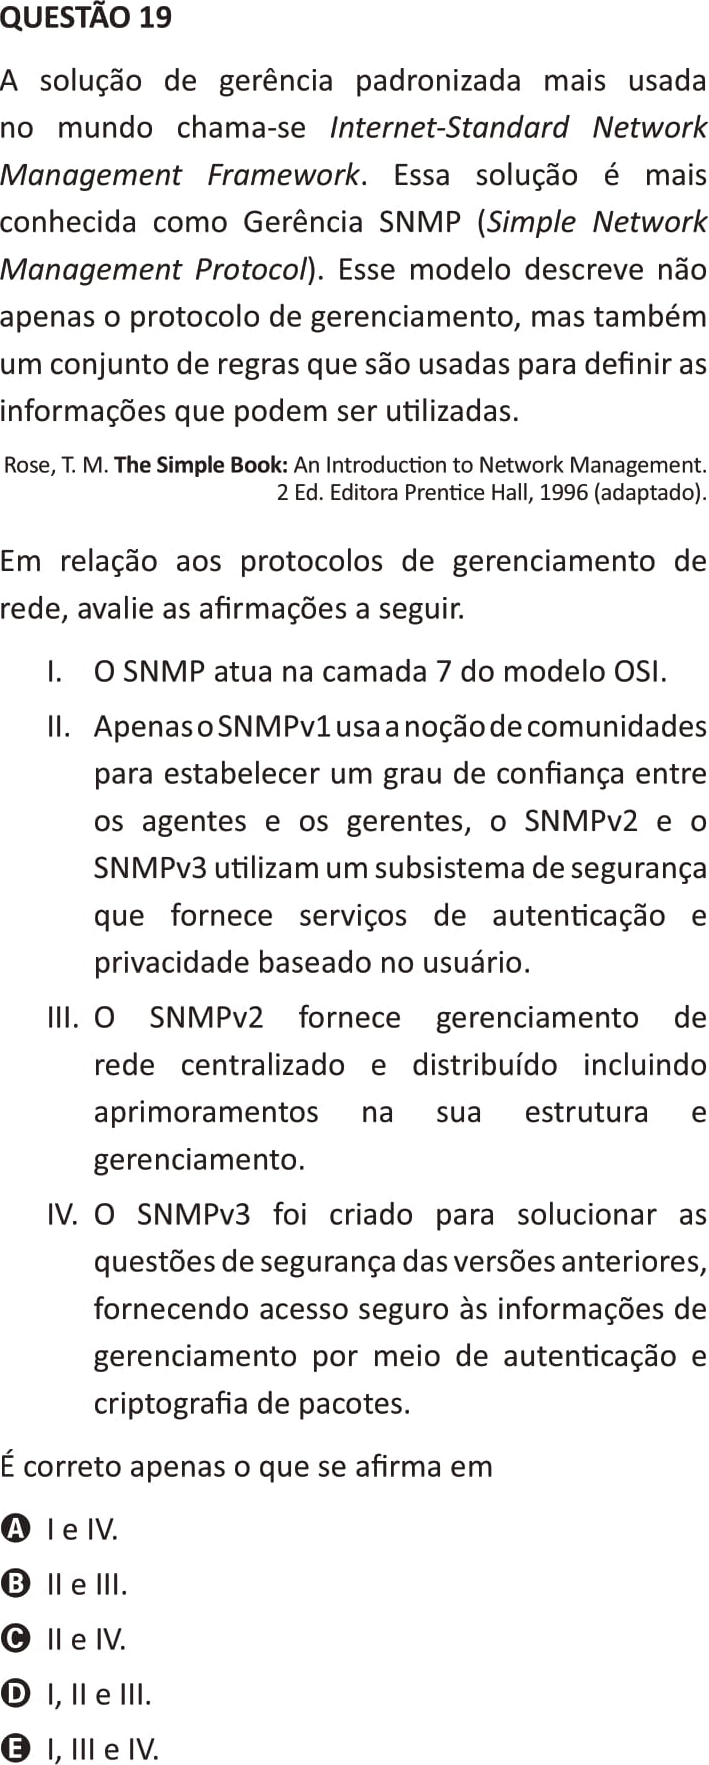 QUESTÃO 19
A solução de gerência padronizada mais usada
no mundo chama-se Internet-Standard Network
Management Framework. Essa solução é mais
conhecida como Gerência SNMP (Simple Network
Management Protocol). Esse modelo descreve não
apenas o protocolo de gerenciamento, mas também
um conjunto de regras que são usadas para definir as
informações que podem ser utilizadas.
Rose, T. M. The Simple Book: An Introduction to Network Management.
2 Ed. Editora Prentice Hall, 1996 (adaptado).
Em relação aos protocolos de gerenciamento de
rede, avalie as afirmações a seguir.
I. O SNMP atua na camada 7 do modelo OSI.
II. Apenas o SNMPv1 usa a noção de comunidades
para estabelecer um grau de confiança entre
os agentes e os gerentes, o SNMPv2 e o
SNMPv3 utilizam um subsistema de segurança
que fornece serviços de autenticação e
privacidade baseado no usuário.
III. O SNMPv2 fornece gerenciamento de
rede centralizado e distribuído incluindo
aprimoramentos na sua estrutura e
gerenciamento.
IV. O SNMPv3 foi criado para solucionar as
questões de segurança das versões anteriores,
fornecendo acesso seguro às informações de
gerenciamento por meio de autenticação e
criptografia de pacotes.
É correto apenas o que se afirma em
A I e IV.
B II e III.
C II e IV.
D I, II e III.
E I, III e IV.